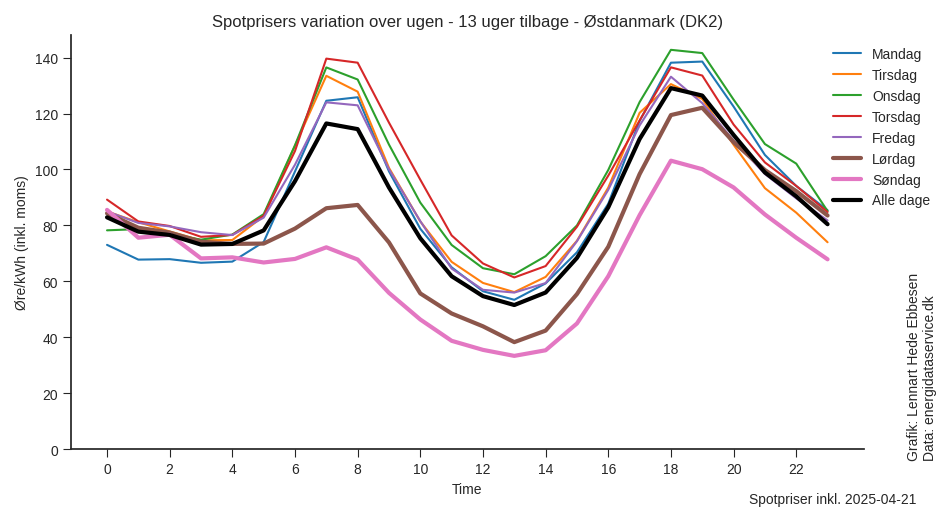 Spotprisers variation over ugen - 13 uger tilbage - Østdanmark (DK2)
Øre/kWh (inkl. moms)
140
120
100
80
60
40
20
0
0 2 4 6 8 10 12 14 16 18 20 22
Time
Mandag
Tirsdag
Onsdag
Torsdag
Fredag
Lørdag
Søndag
Alle dage
Grafik: Lennart Hede Ebbesen
Data: energidataservice.dk
Spotpriser inkl. 2025-04-21